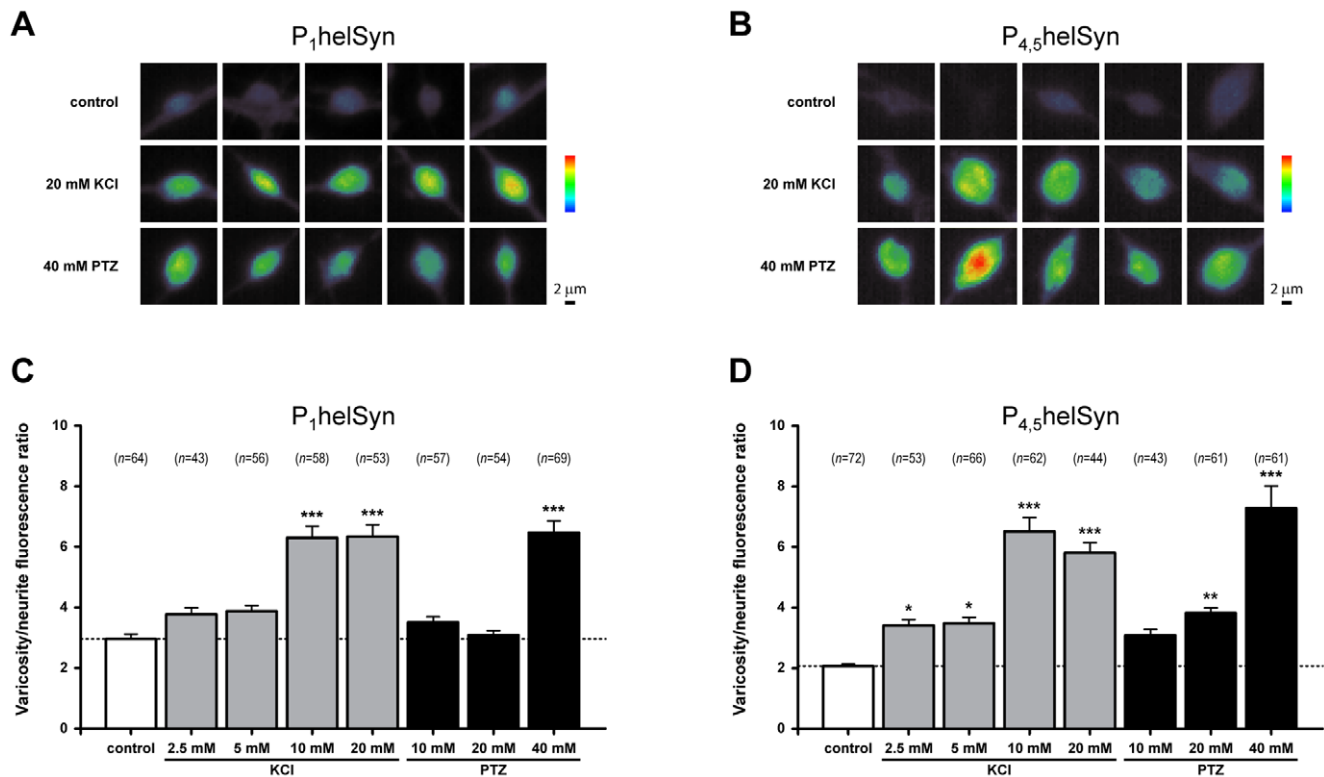 A
P1helSyn
control
20 mM KCl
40 mM PTZ
2 μm
B
P4,5helSyn
control
20 mM KCl
40 mM PTZ
2 μm
C
P1helSyn
Varicosity/neurite fluorescence ratio
10
8
6
4
2
0
(n=64) (n=43) (n=56) (n=58) (n=53) (n=57) (n=54) (n=69)
*** *** ***
control 2.5 mM 5 mM 10 mM 20 mM 10 mM 20 mM 40 mM
KCl PTZ
D
P4,5helSyn
Varicosity/neurite fluorescence ratio
10
8
6
4
2
0
(n=72) (n=53) (n=66) (n=62) (n=44) (n=43) (n=61) (n=61)
* * *** *** ** ***
control 2.5 mM 5 mM 10 mM 20 mM 10 mM 20 mM 40 mM
KCl PTZ